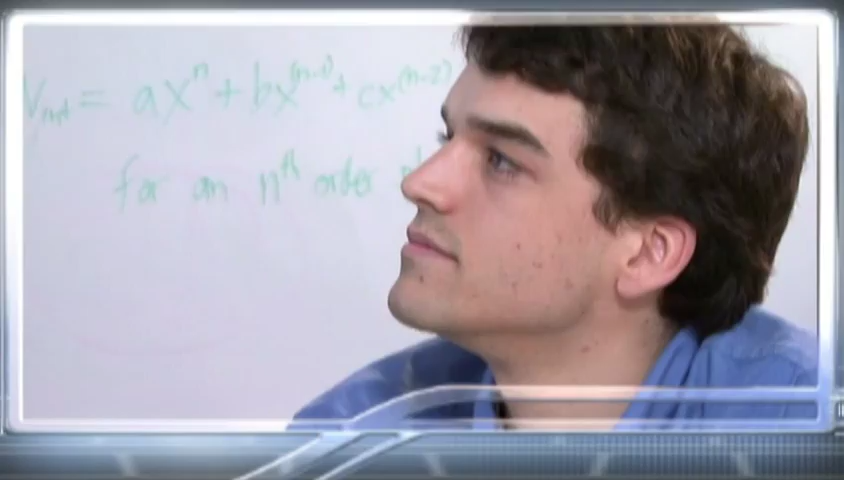 V = ax^n + bx^(n-1) + cx^(n-2)
for an n^th order